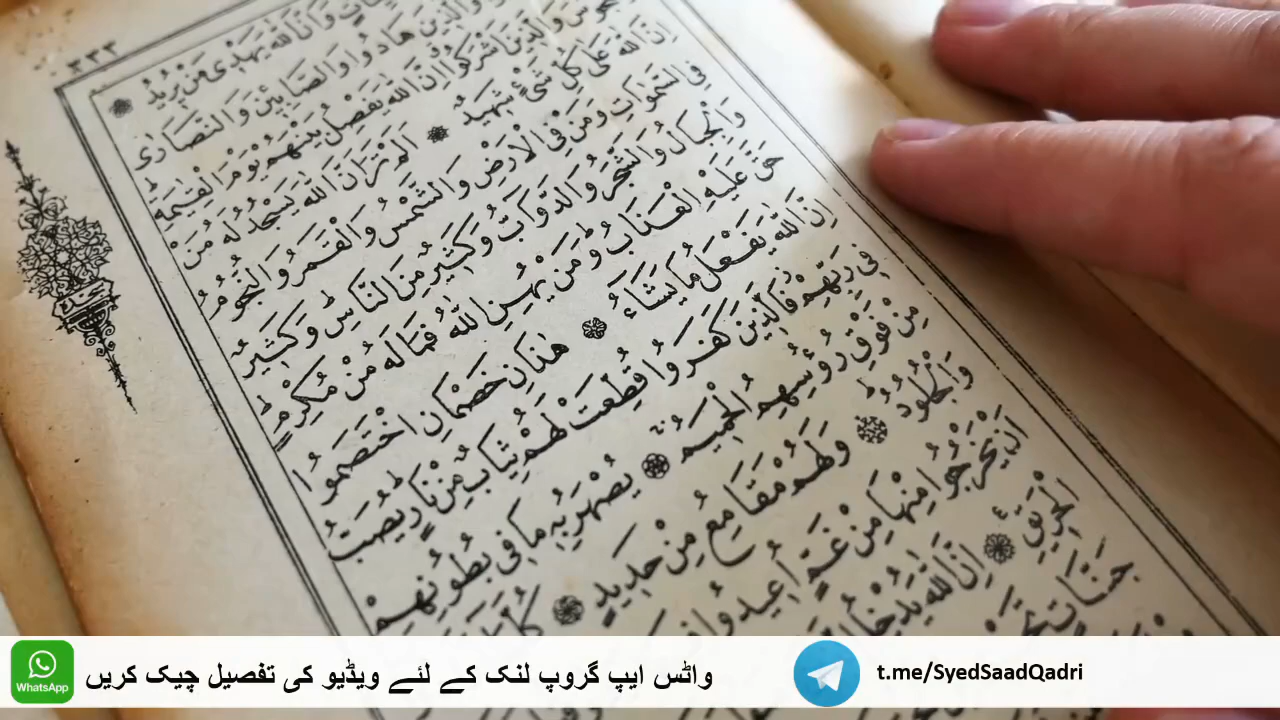 ٣٣٣
وَاَنَّ اللّٰهَ يَهْدِى مَنْ يُرِيدُ
وَالَّذِينَ هَادُوا وَالصَّابِئِينَ وَالنَّصَارٰى
وَالَّذِينَ اَشْرَكُوا اِنَّ اللّٰهَ يَفْصِلُ بَيْنَهُمْ يَوْمَ الْقِيٰمَةِ
اِنَّ اللّٰهَ عَلٰى كُلِّ شَىْءٍ شَهِيدٌ اَلَمْ تَرَ اَنَّ اللّٰهَ يَسْجُدُ لَهُ مَنْ
فِى السَّمٰوَاتِ وَمَنْ فِى الْاَرْضِ وَالشَّمْسُ وَالْقَمَرُ وَالنُّجُومُ
وَالْجِبَالُ وَالشَّجَرُ وَالدَّوَابُّ وَكَثِيرٌ مِنَ النَّاسِ وَكَثِيرٌ
حَقَّ عَلَيْهِ الْعَذَابُ وَمَنْ يُهِنِ اللّٰهُ فَمَا لَهُ مِنْ مُكْرِمٍ
اِنَّ اللّٰهَ يَفْعَلُ مَا يَشَاءُ هٰذَانِ خَصْمَانِ اخْتَصَمُوا
فِى رَبِّهِمْ فَالَّذِينَ كَفَرُوا قُطِّعَتْ لَهُمْ ثِيَابٌ مِنْ نَارٍ يُصَبُّ
مِنْ فَوْقِ رُؤُسِهِمُ الْحَمِيمُ يُصْهَرُ بِهِ مَا فِى بُطُونِهِمْ
وَالْجُلُودُ وَلَهُمْ مَقَامِعُ مِنْ حَدِيدٍ
اَنْ يَخْرُجُوا مِنْهَا مِنْ غَمٍّ اُعِيدُوا
الْحَرِيقِ اِنَّ اللّٰهَ يُدْخِلُ
جَنَّاتٍ
WhatsApp
واٹس ایپ گروپ لنک کے لئے ویڈیو کی تفصیل چیک کریں
t.me/SyedSaadQadri